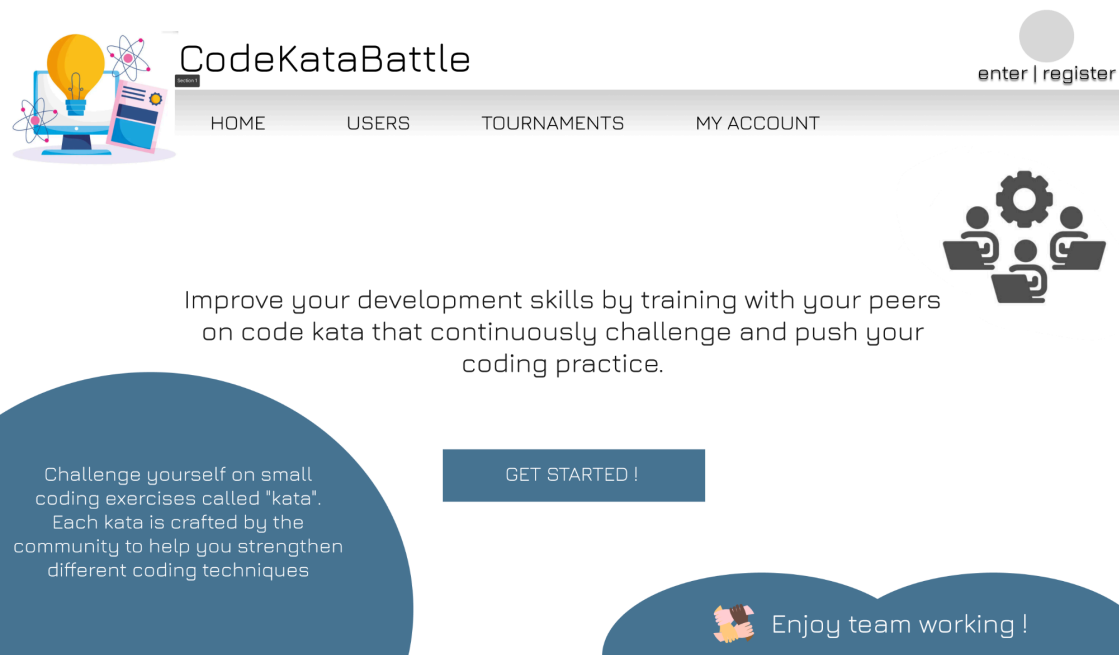 CodeKataBattle
Section 1
enter | register
HOME USERS TOURNAMENTS MY ACCOUNT
Improve your development skills by training with your peers
on code kata that continuously challenge and push your
coding practice.
GET STARTED !
Challenge yourself on small
coding exercises called "kata".
Each kata is crafted by the
community to help you strengthen
different coding techniques
Enjoy team working !